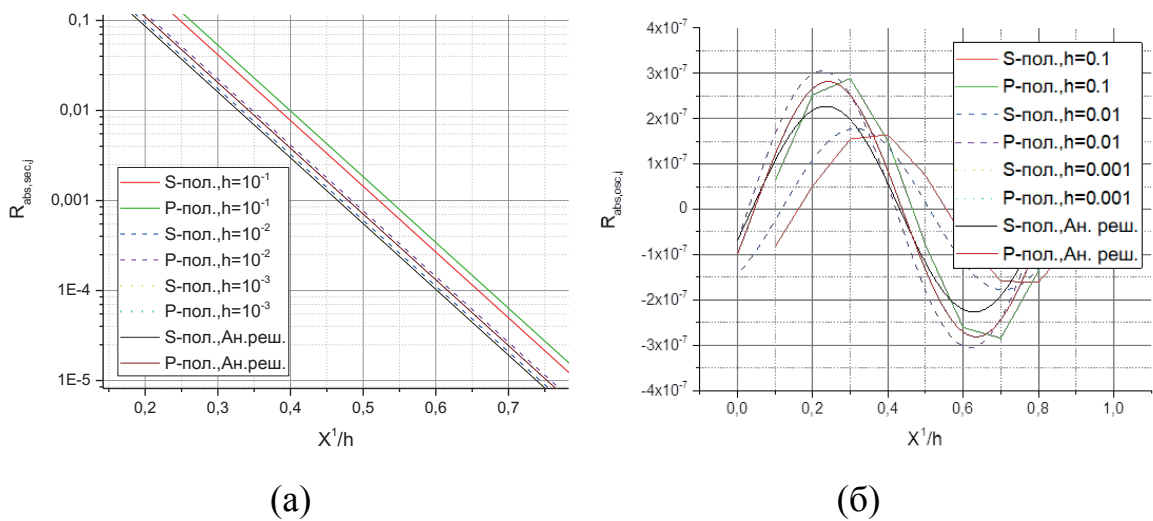 0,1
0,01
0,001
1E-4
1E-5
R abs,sec,j
S-пол.,h=10⁻¹
P-пол.,h=10⁻¹
S-пол.,h=10⁻²
P-пол.,h=10⁻²
S-пол.,h=10⁻³
P-пол.,h=10⁻³
S-пол.,Ан.реш.
P-пол.,Ан.реш.
0,2 0,3 0,4 0,5 0,6 0,7
X¹/h
(а)
4x10⁻⁷
3x10⁻⁷
2x10⁻⁷
1x10⁻⁷
0
-1x10⁻⁷
-2x10⁻⁷
-3x10⁻⁷
-4x10⁻⁷
R abs,osc,j
S-пол.,h=0.1
P-пол.,h=0.1
S-пол.,h=0.01
P-пол.,h=0.01
S-пол.,h=0.001
P-пол.,h=0.001
S-пол.,Ан. реш.
P-пол.,Ан. реш.
0,0 0,2 0,4 0,6 0,8 1,0
X¹/h
(б)